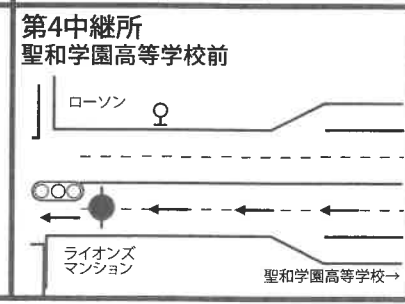 第4中継所
聖和学園高等学校前
ローソン
ライオンズ
マンション
聖和学園高等学校→